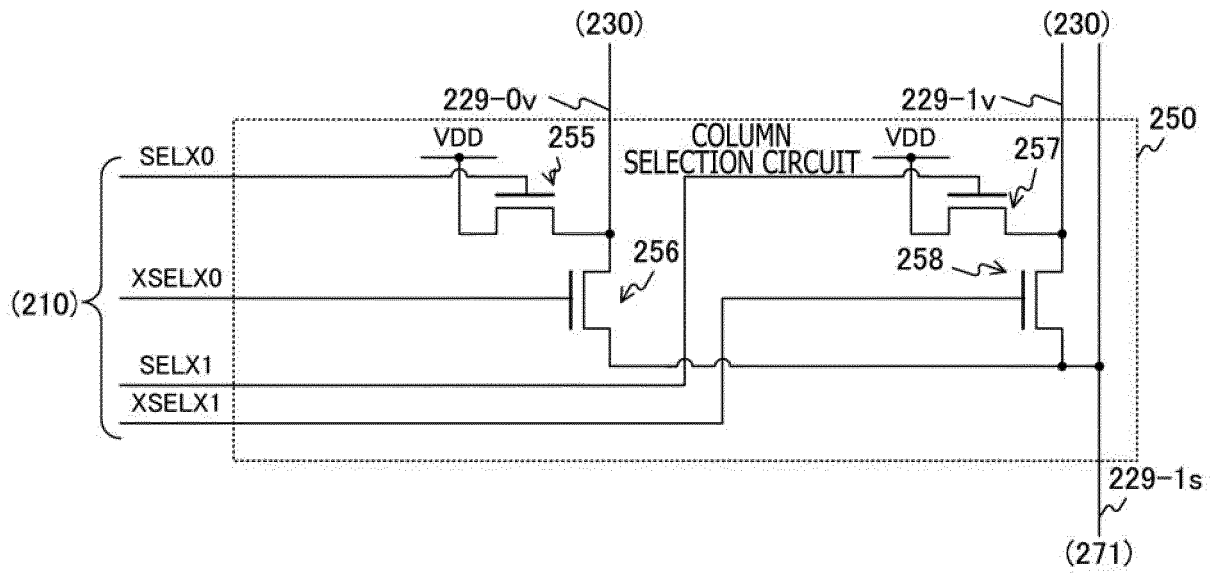 (230) (230)
229-0v 229-1v
250
VDD 255 COLUMN VDD 257
SELX0 SELECTION CIRCUIT
256 258
XSELX0
(210)
SELX1
XSELX1
229-1s
(271)